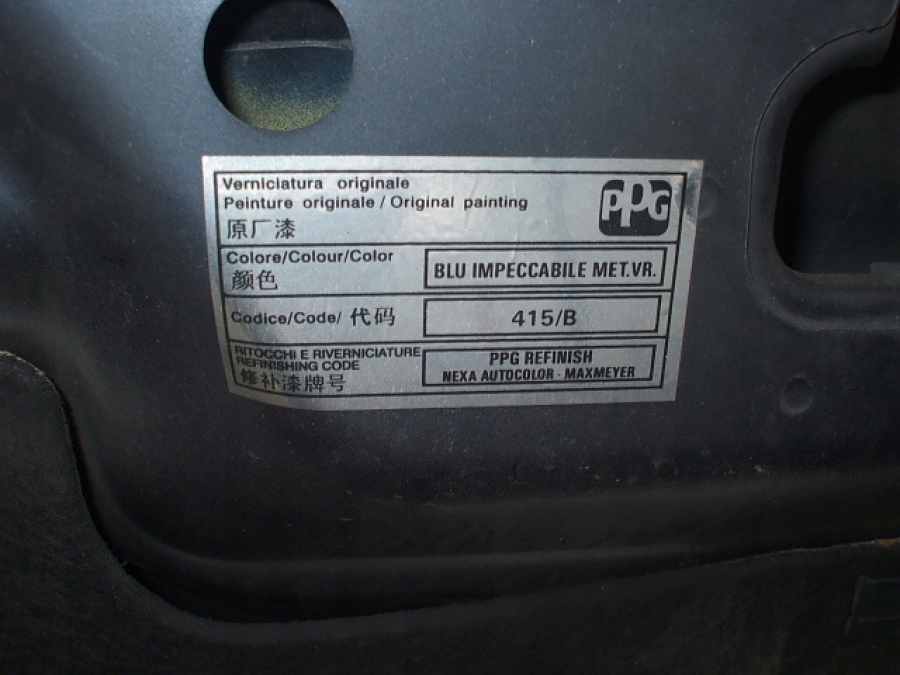 Verniciatura originale
Peinture originale / Original painting
原厂漆
PPG
Colore/Colour/Color
颜色
BLU IMPECCABILE MET.VR.
Codice/Code/ 代码
415/B
RITOCCHI E RIVERNICIATURE
REFINISHING CODE
修补漆牌号
PPG REFINISH
NEXA AUTOCOLOR - MAXMEYER